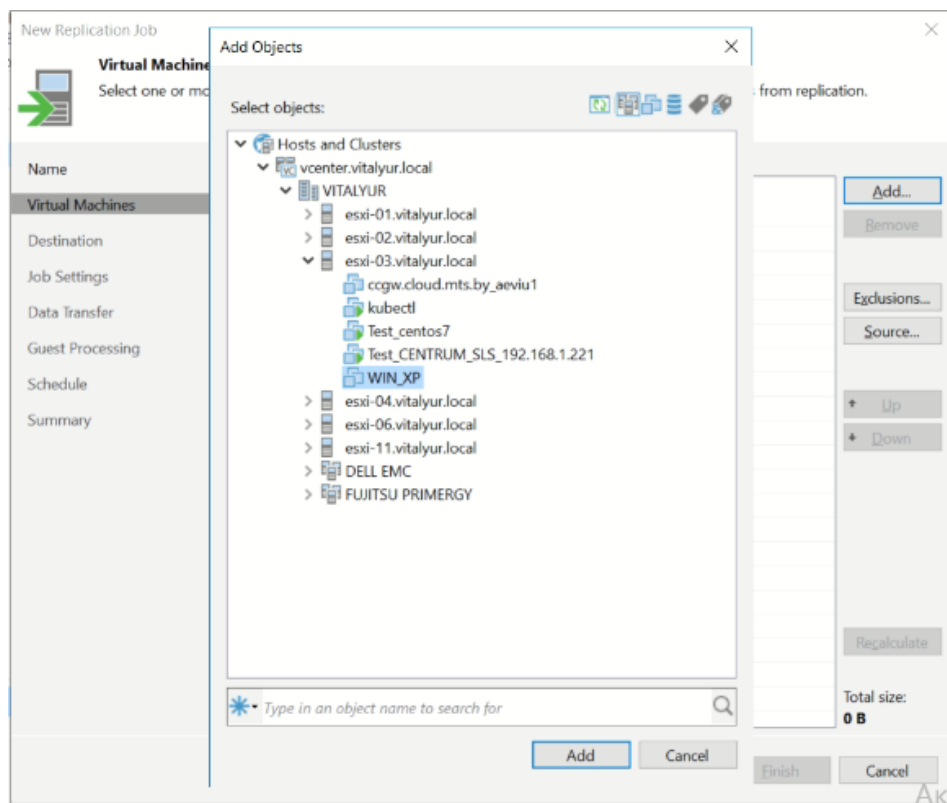 New Replication Job
Add Objects
Virtual Machine
Select one or mo
from replication.
Select objects:
Name
Virtual Machines
Destination
Job Settings
Data Transfer
Guest Processing
Schedule
Summary
Hosts and Clusters
vcenter.vitalyur.local
VITALYUR
esxi-01.vitalyur.local
esxi-02.vitalyur.local
esxi-03.vitalyur.local
ccgw.cloud.mts.by_aeviu1
kubectl
Test_centos7
Test_CENTRUM_SLS_192.168.1.221
WIN_XP
esxi-04.vitalyur.local
esxi-06.vitalyur.local
esxi-11.vitalyur.local
DELL EMC
FUJITSU PRIMERGY
Type in an object name to search for
Add
Cancel
Add...
Remove
Exclusions...
Source...
Up
Down
Recalculate
Total size:
0 B
Finish
Cancel
Ак